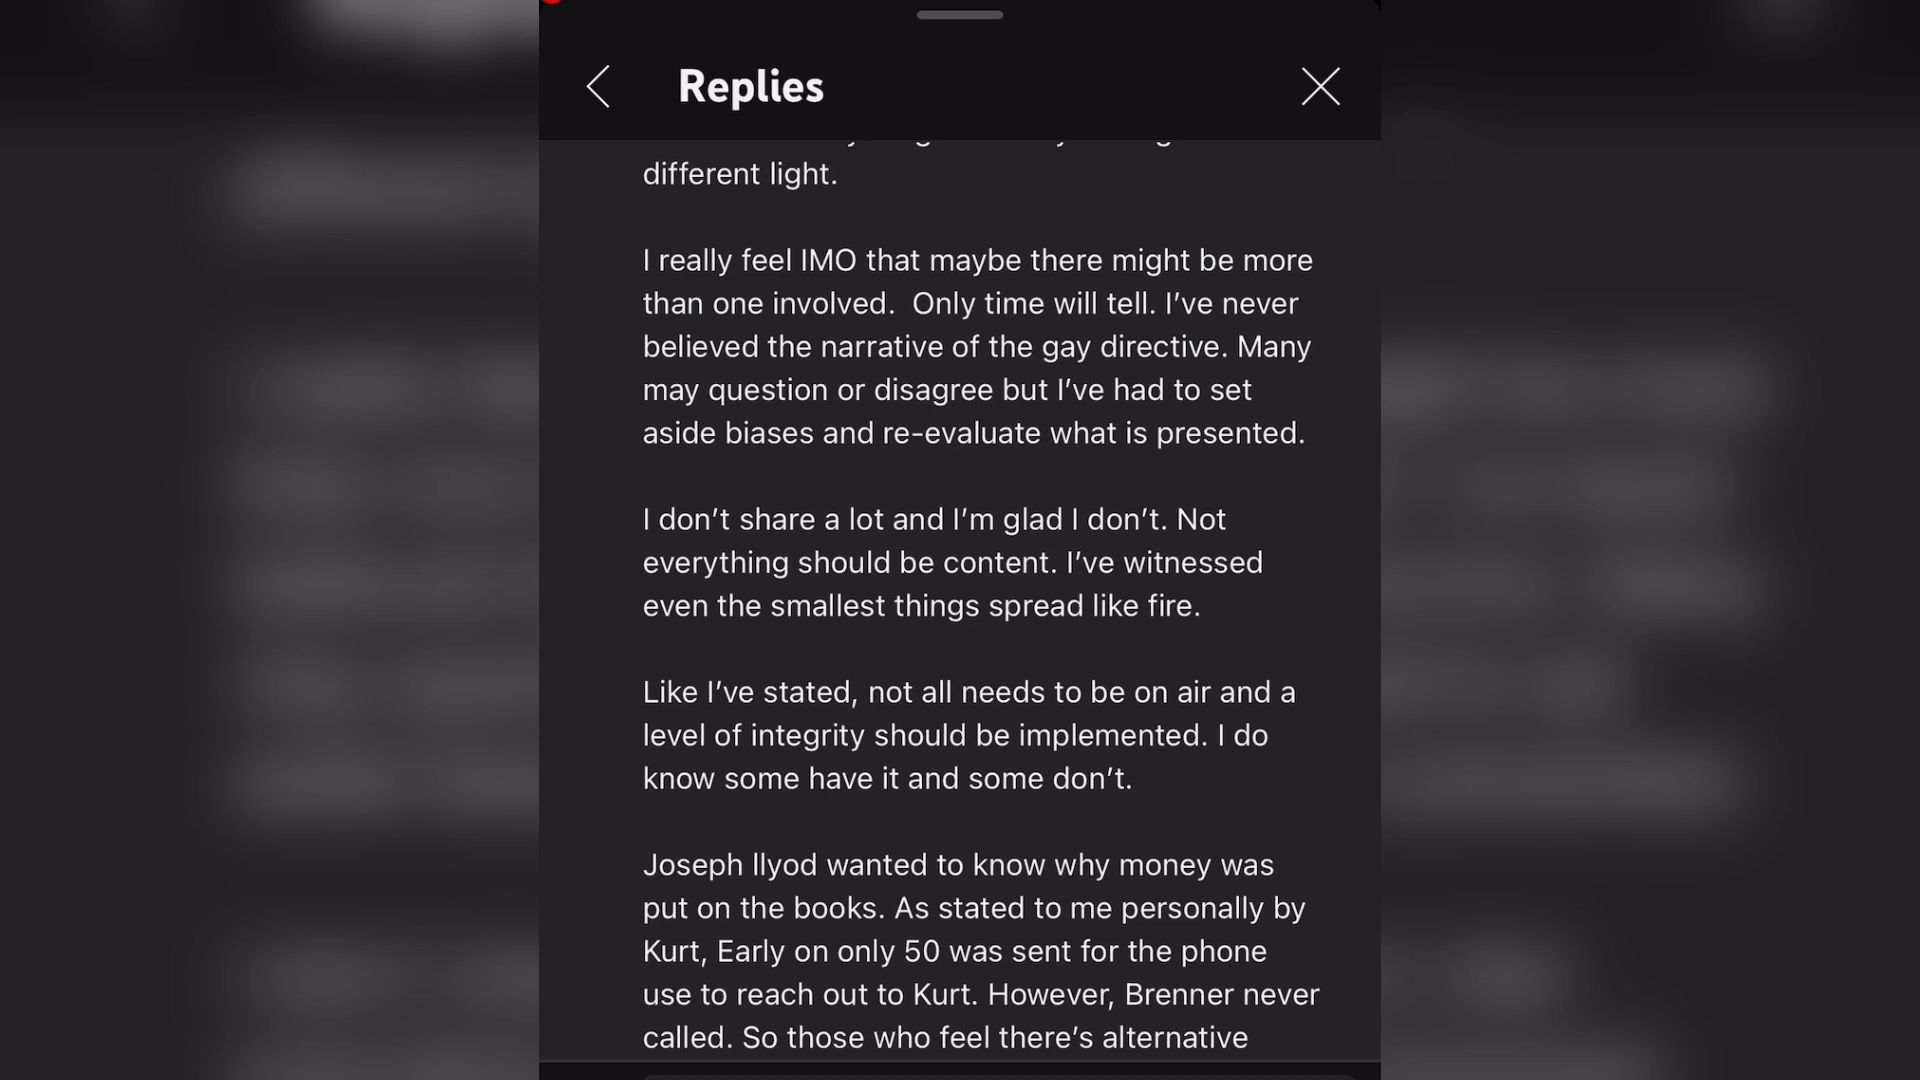 Replies
different light.
I really feel IMO that maybe there might be more
than one involved.  Only time will tell. I’ve never
believed the narrative of the gay directive. Many
may question or disagree but I’ve had to set
aside biases and re-evaluate what is presented.
I don’t share a lot and I’m glad I don’t. Not
everything should be content. I’ve witnessed
even the smallest things spread like fire.
Like I’ve stated, not all needs to be on air and a
level of integrity should be implemented. I do
know some have it and some don’t.
Joseph llyod wanted to know why money was
put on the books. As stated to me personally by
Kurt, Early on only 50 was sent for the phone
use to reach out to Kurt. However, Brenner never
called. So those who feel there’s alternative